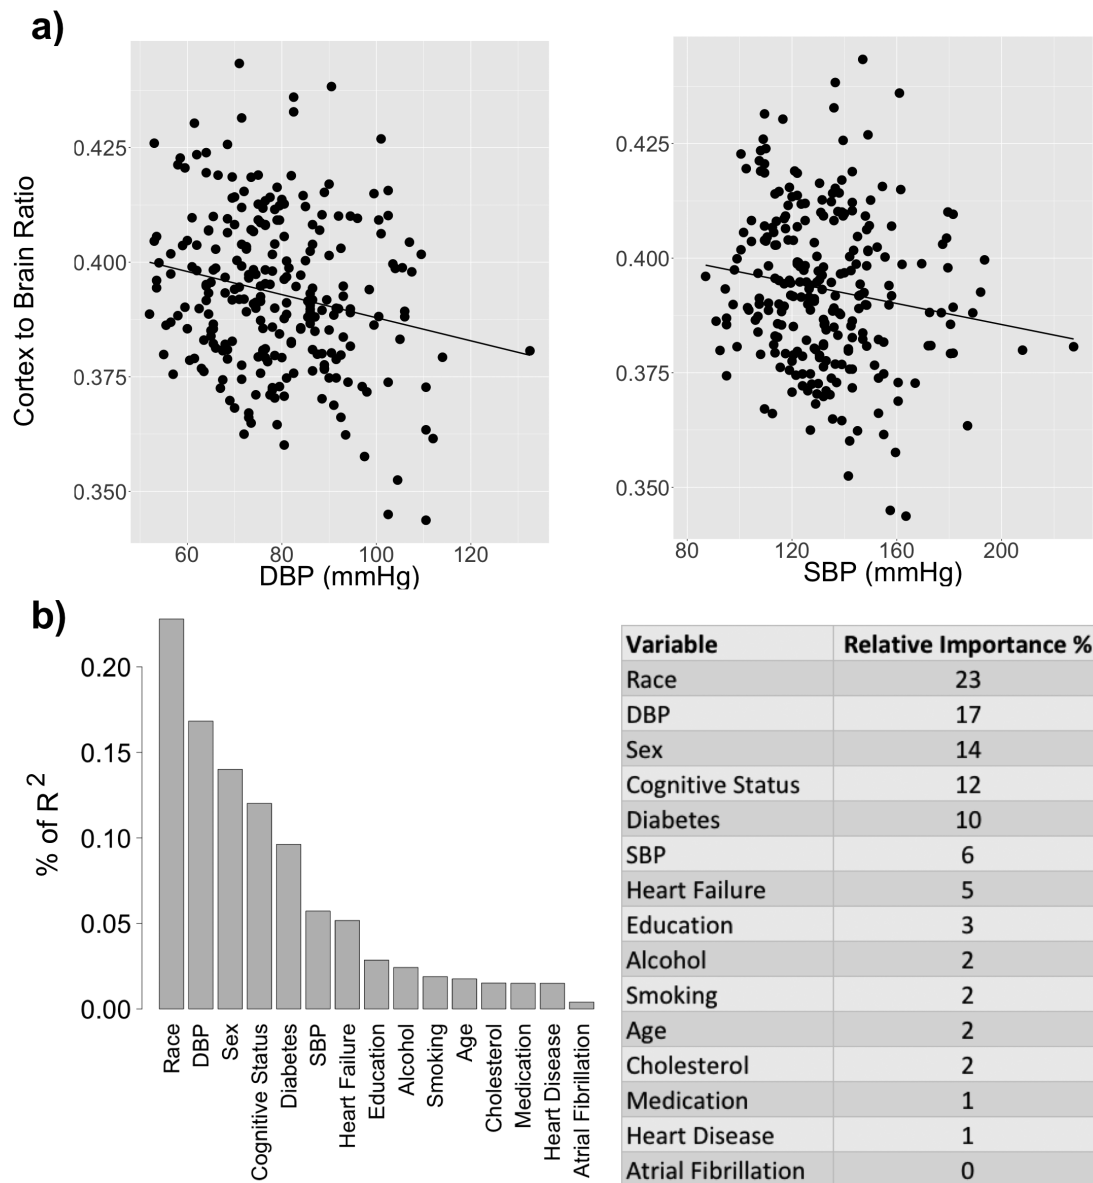 a)
Cortex to Brain Ratio
0.425
0.400
0.375
0.350
60 80 100 120
DBP (mmHg)
0.425
0.400
0.375
0.350
80 120 160 200
SBP (mmHg)
b)
% of R²
0.20
0.15
0.10
0.05
0.00
Race
DBP
Sex
Cognitive Status
Diabetes
SBP
Heart Failure
Education
Alcohol
Smoking
Age
Cholesterol
Medication
Heart Disease
Atrial Fibrillation
Variable Relative Importance %
Race 23
DBP 17
Sex 14
Cognitive Status 12
Diabetes 10
SBP 6
Heart Failure 5
Education 3
Alcohol 2
Smoking 2
Age 2
Cholesterol 2
Medication 1
Heart Disease 1
Atrial Fibrillation 0